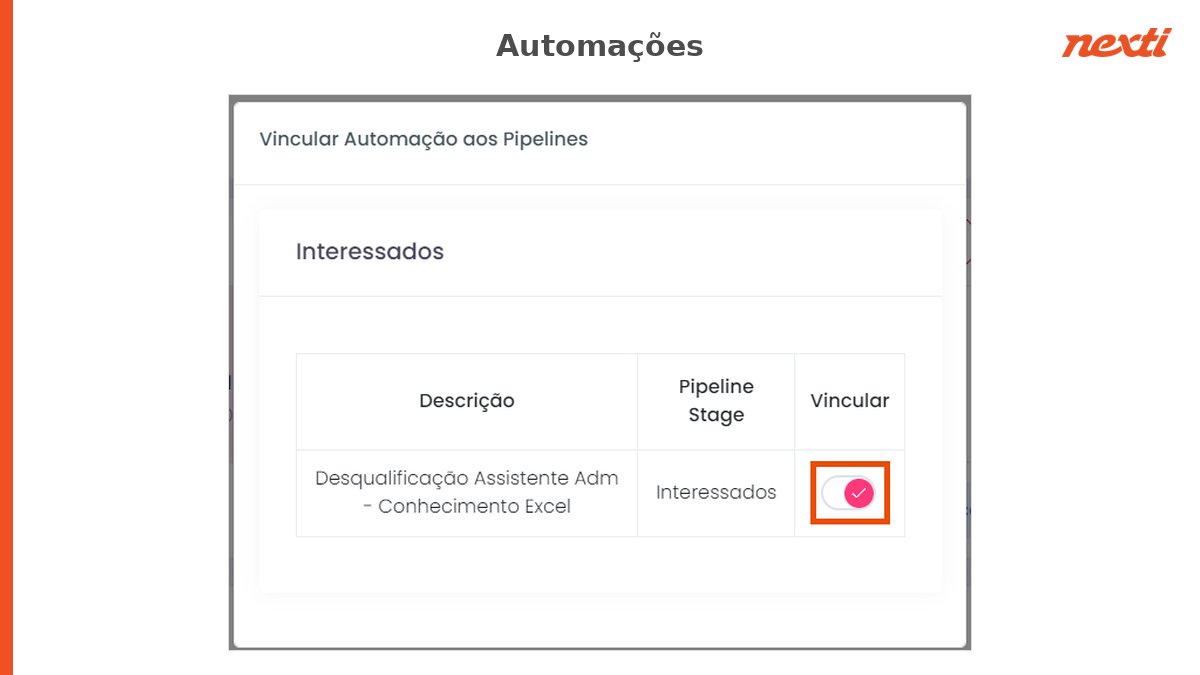 Automações
nexti
Vincular Automação aos Pipelines
Interessados
Descrição
Pipeline
Stage
Vincular
Desqualificação Assistente Adm
- Conhecimento Excel
Interessados